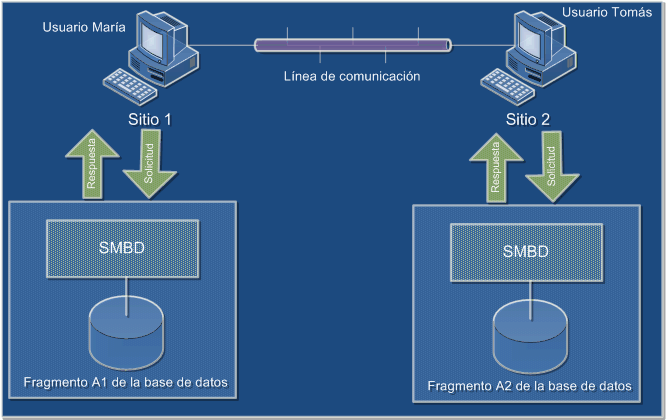 Usuario María
Usuario Tomás
Línea de comunicación
Sitio 1
Sitio 2
Respuesta
Solicitud
Respuesta
Solicitud
SMBD
SMBD
Fragmento A1 de la base de datos
Fragmento A2 de la base de datos